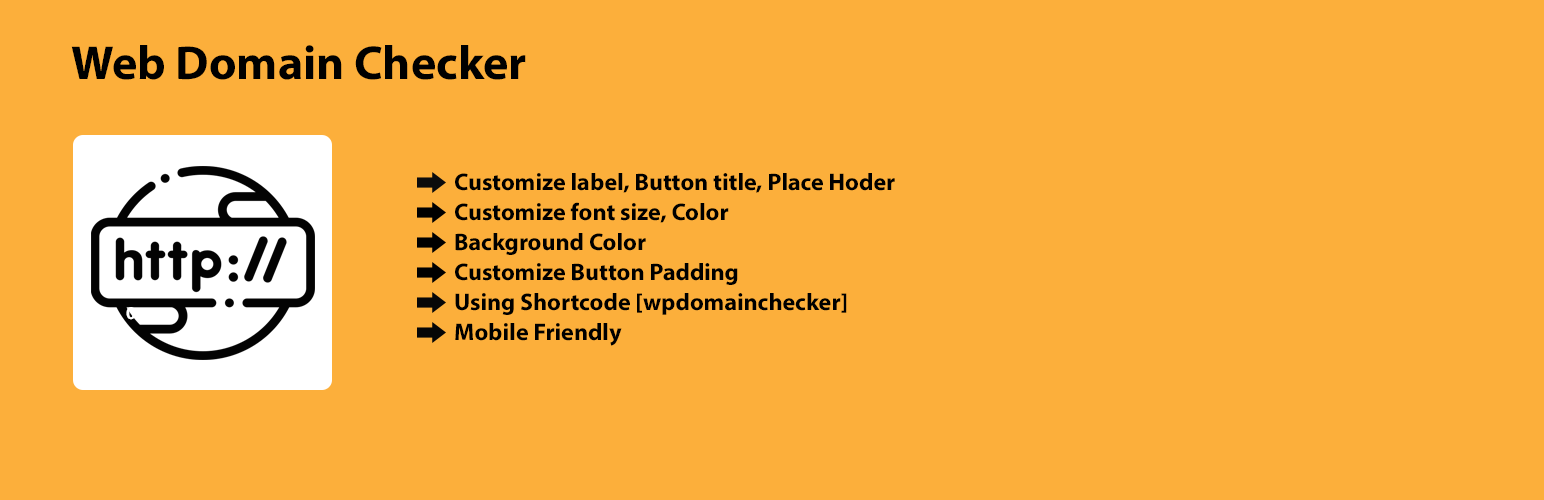 Web Domain Checker
http://
Customize label, Button title, Place Hoder
Customize font size, Color
Background Color
Customize Button Padding
Using Shortcode [wpdomainchecker]
Mobile Friendly